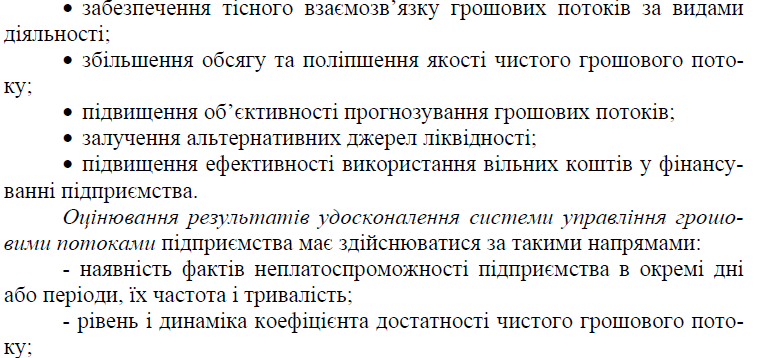 • забезпечення тісного взаємозв’язку грошових потоків за видами
діяльності;
• збільшення обсягу та поліпшення якості чистого грошового пото-
ку;
• підвищення об’єктивності прогнозування грошових потоків;
• залучення альтернативних джерел ліквідності;
• підвищення ефективності використання вільних коштів у фінансу-
ванні підприємства.
Оцінювання результатів удосконалення системи управління грошо-
вими потоками підприємства має здійснюватися за такими напрямами:
- наявність фактів неплатоспроможності підприємства в окремі дні
або періоди, їх частота і тривалість;
- рівень і динаміка коефіцієнта достатності чистого грошового пото-
ку;